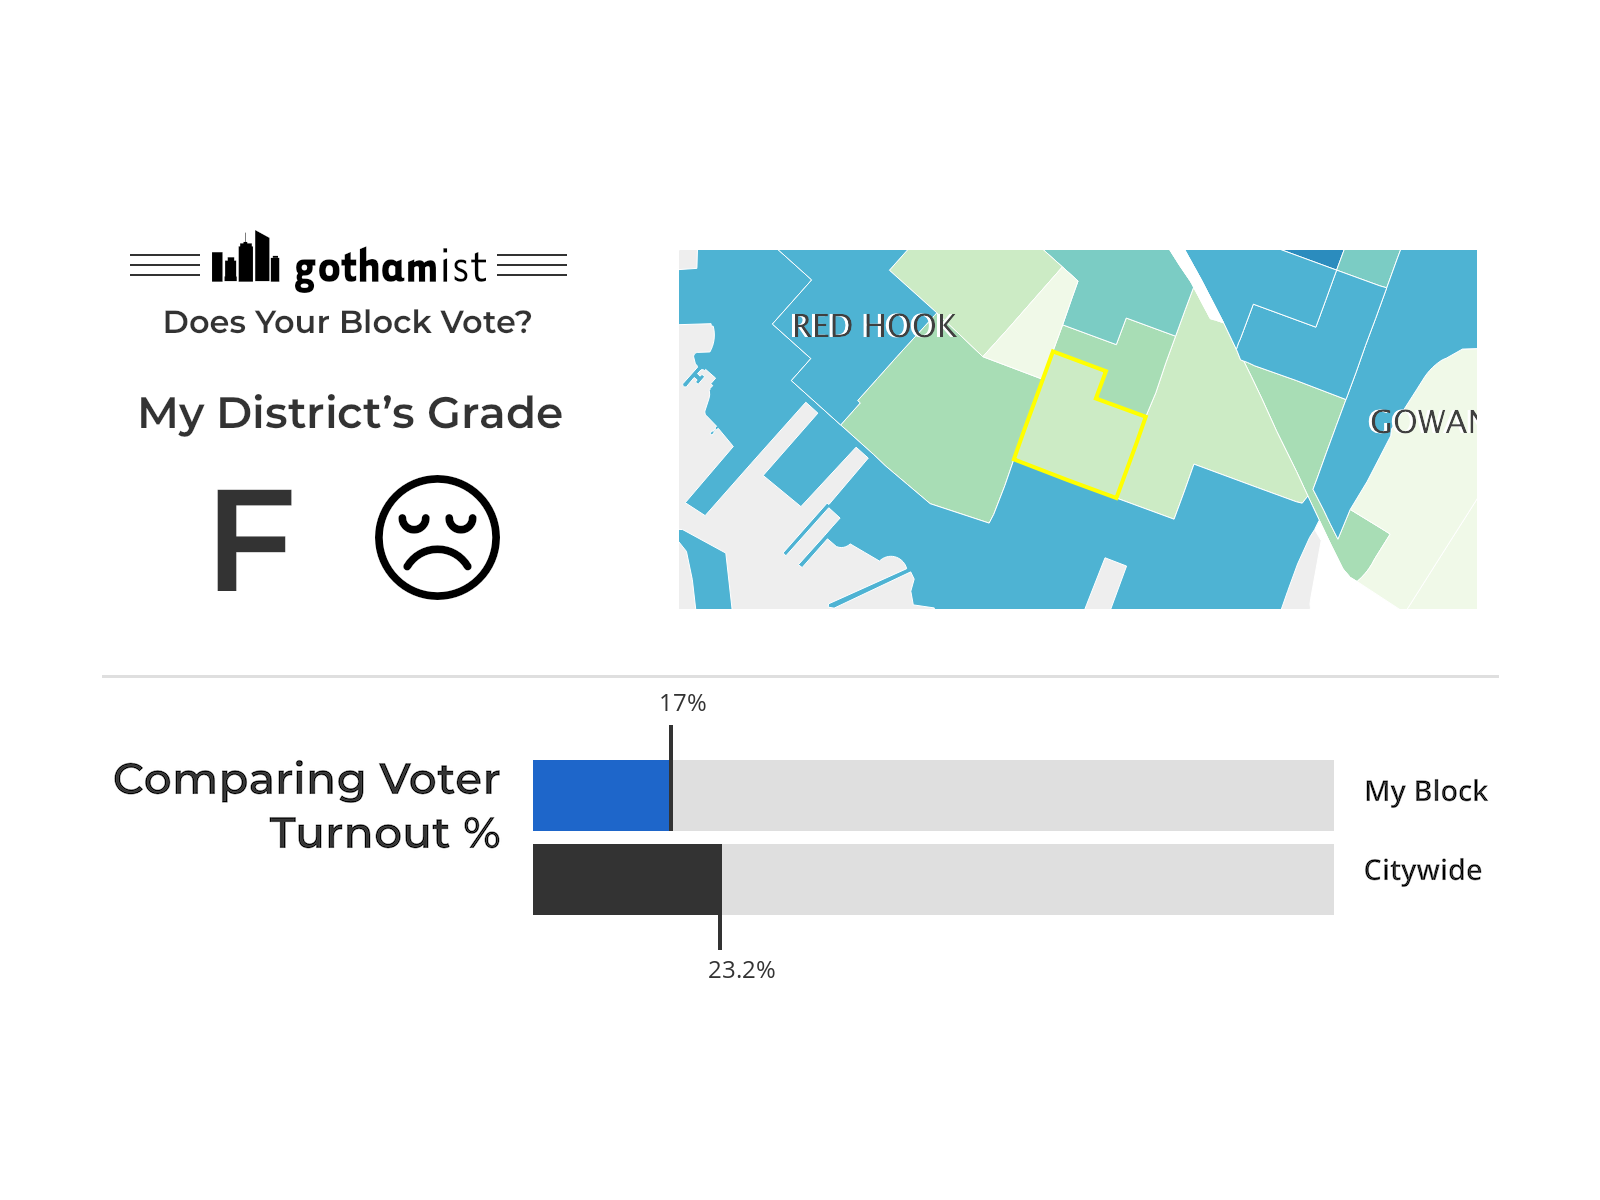 gothamist
Does Your Block Vote?
My District’s Grade
F
RED HOOK
GOWAN
17%
Comparing Voter
Turnout %
My Block
Citywide
23.2%